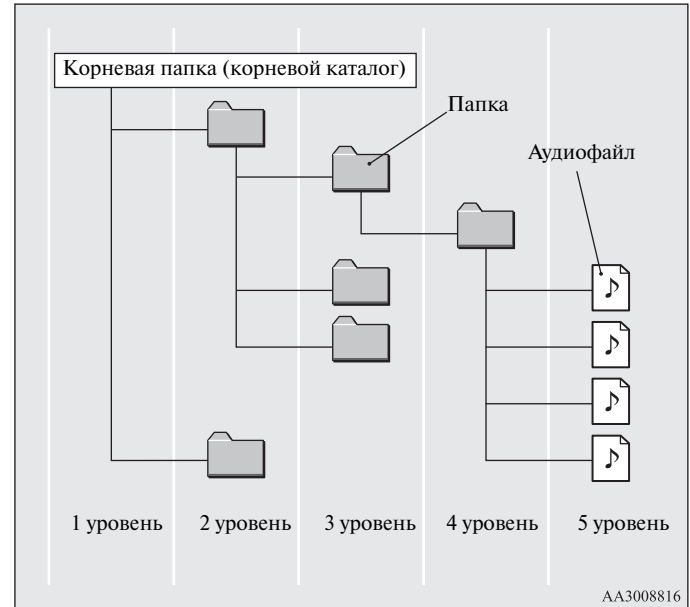 Корневая папка (корневой каталог)
Папка
Аудиофайл
1 уровень 2 уровень 3 уровень 4 уровень 5 уровень
AA3008816